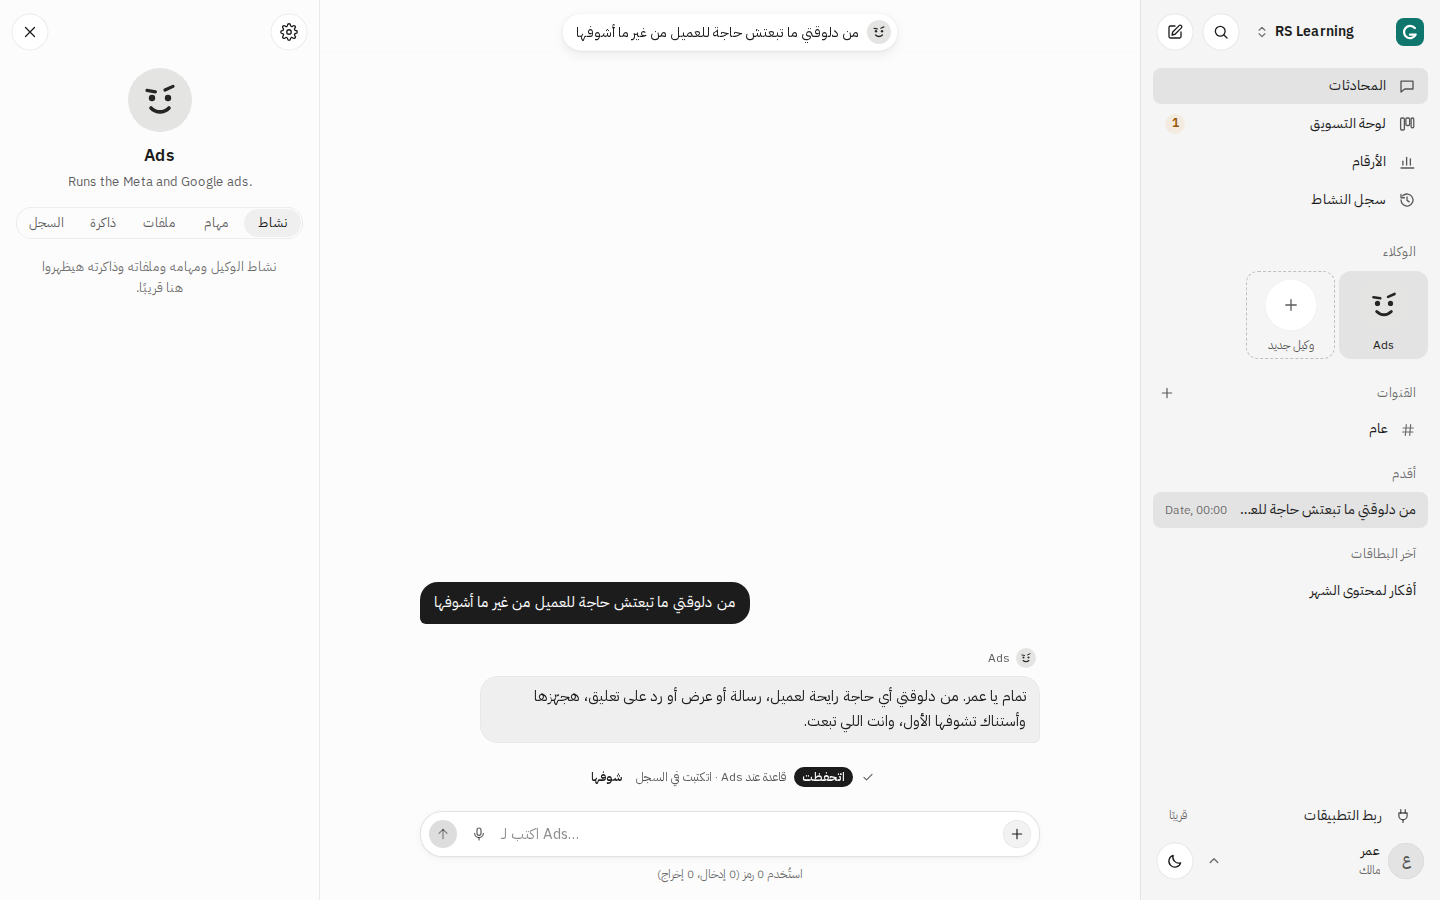 RS Learning
المحادثات
لوحة التسويق
1
الأرقام
سجل النشاط
الوكلاء
Ads
وكيل جديد
القنوات
عام
أقدم
من دلوقتي ما تبعتش حاجة للعـ...
Date, 00:00
آخر البطاقات
أفكار لمحتوى الشهر
ربط التطبيقات
قريبًا
ع
عمر
مالك
من دلوقتي ما تبعتش حاجة للعميل من غير ما أشوفها
من دلوقتي ما تبعتش حاجة للعميل من غير ما أشوفها
Ads
تمام يا عمر. من دلوقتي أي حاجة رايحة لعميل، رسالة أو عرض أو رد على تعليق، هجهّزها
وأستناك تشوفها الأول، وانت اللي تبعت.
اتحفظت
قاعدة عند Ads · اتكتبت في السجل
شوفها
اكتب لـ Ads...
استُخدم 0 رمز (0 إدخال، 0 إخراج)
Ads
Runs the Meta and Google ads.
نشاط
مهام
ملفات
ذاكرة
السجل
نشاط الوكيل ومهامه وملفاته وذاكرته هيظهروا
هنا قريبًا.